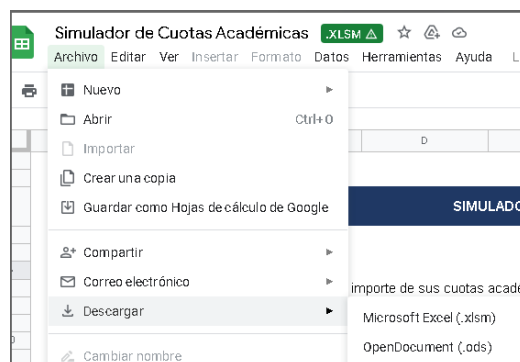 Simulador de Cuotas Académicas .XLSM
Archivo Editar Ver Insertar Formato Datos Herramientas Ayuda
Nuevo
Abrir Ctrl+O
D
Importar
Crear una copia
Guardar como Hojas de cálculo de Google
SIMULADO
Compartir
Correo electrónico
importe de sus cuotas acadé
Descargar
Microsoft Excel (.xlsm)
OpenDocument (.ods)
Cambiar nombre